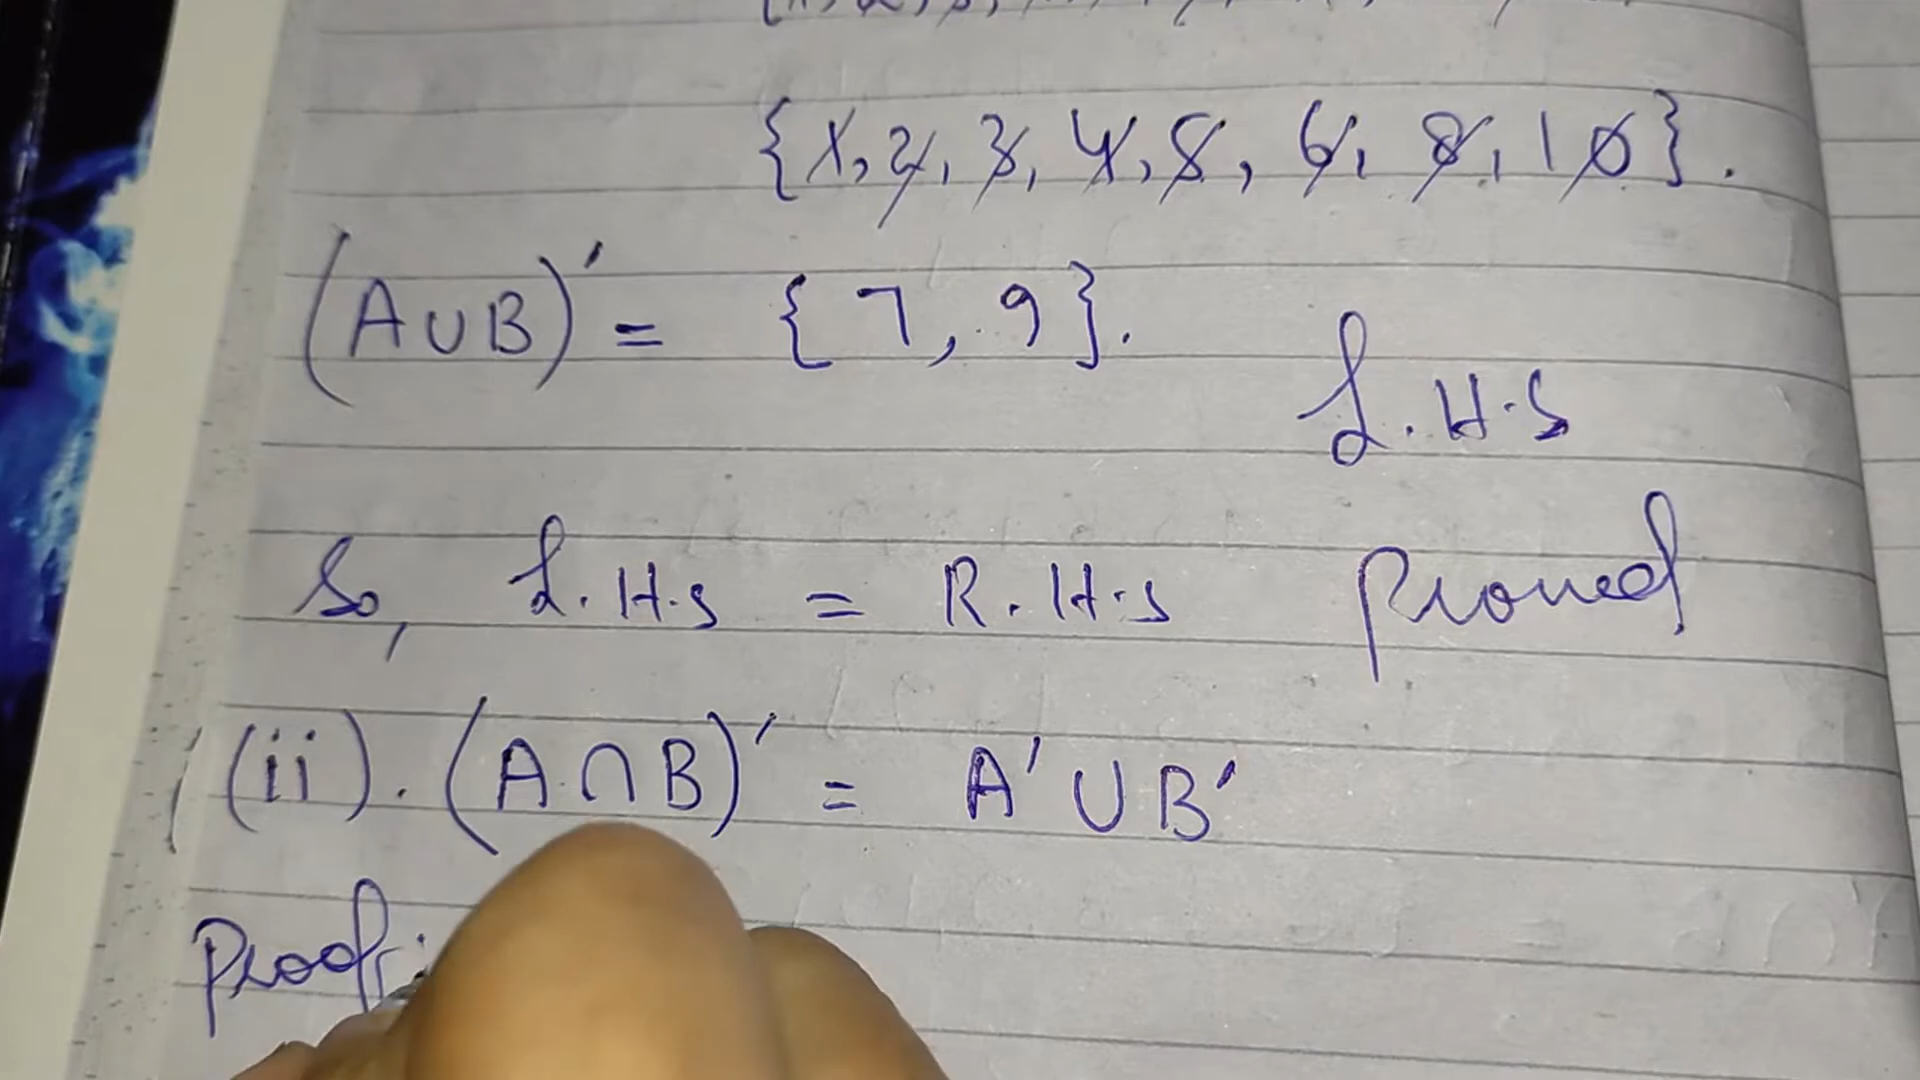 {1, 2, 3, 4, 5, 6, 8, 10}.
(A∪B)′ = {7, 9}.
L.H.S
So, L.H.S = R.H.S Proved
(ii). (A∩B)′ = A′ ∪ B′
Proof: